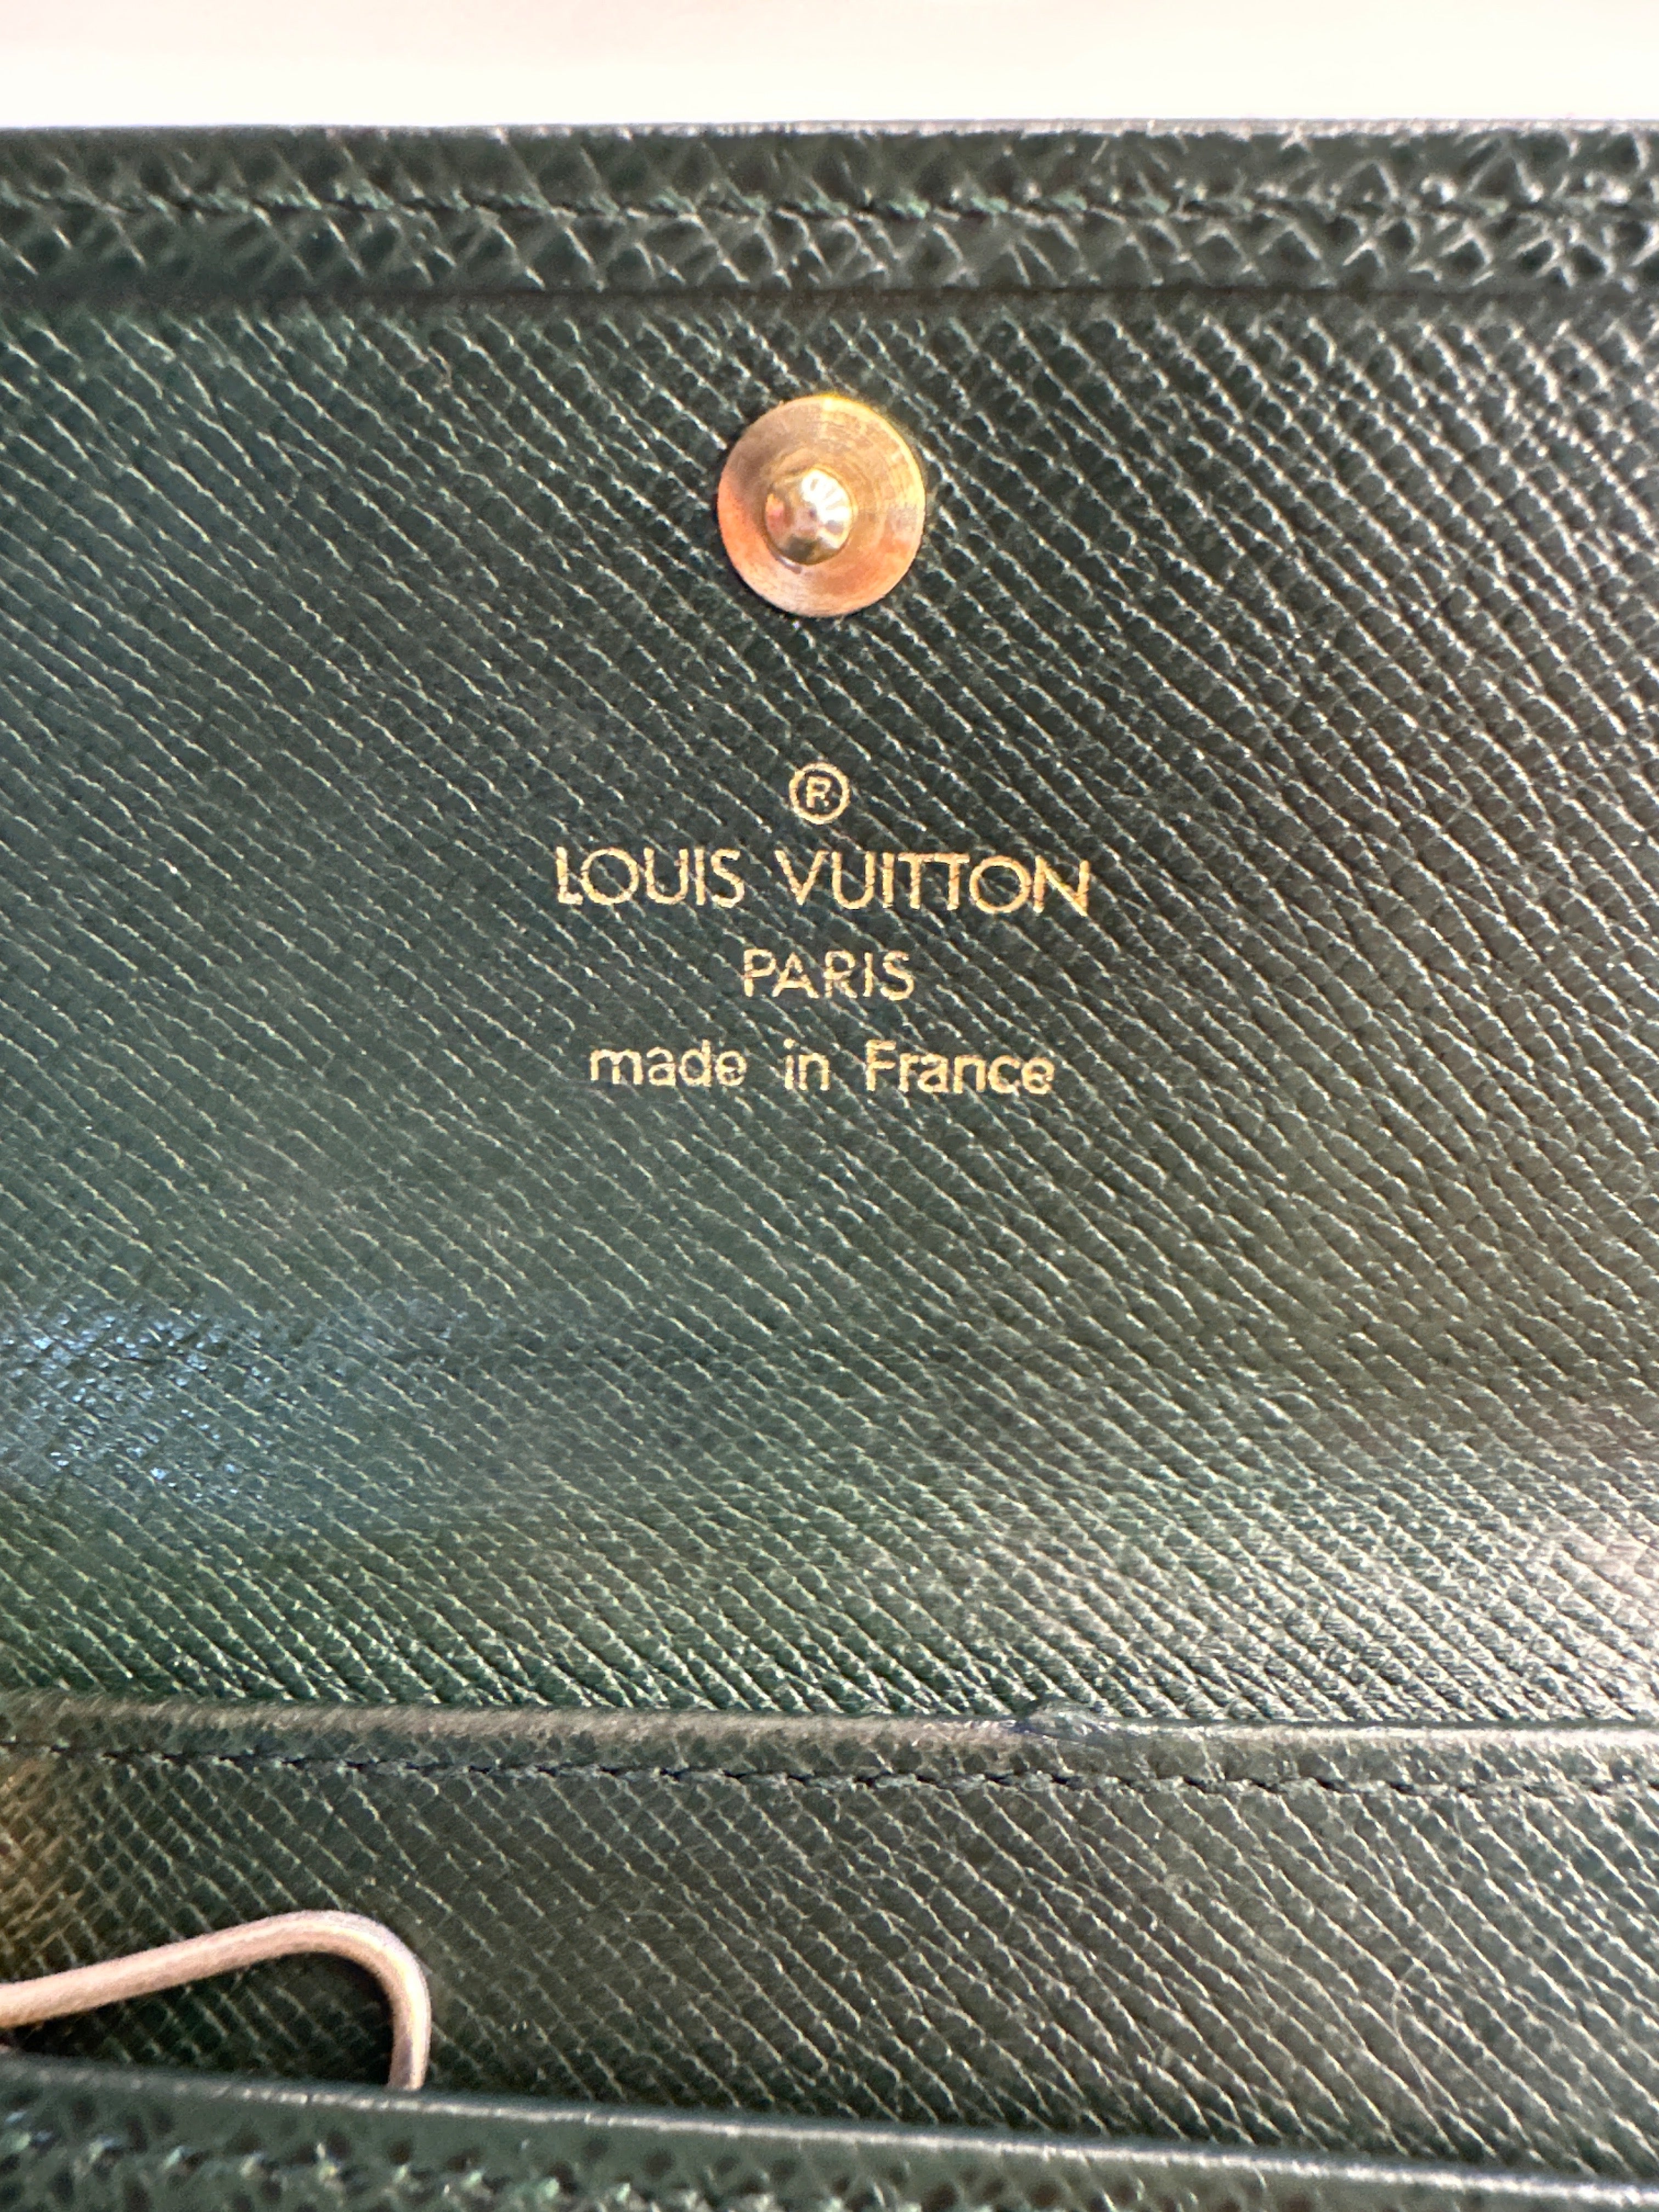 ®
LOUIS VUITTON
PARIS
made in France